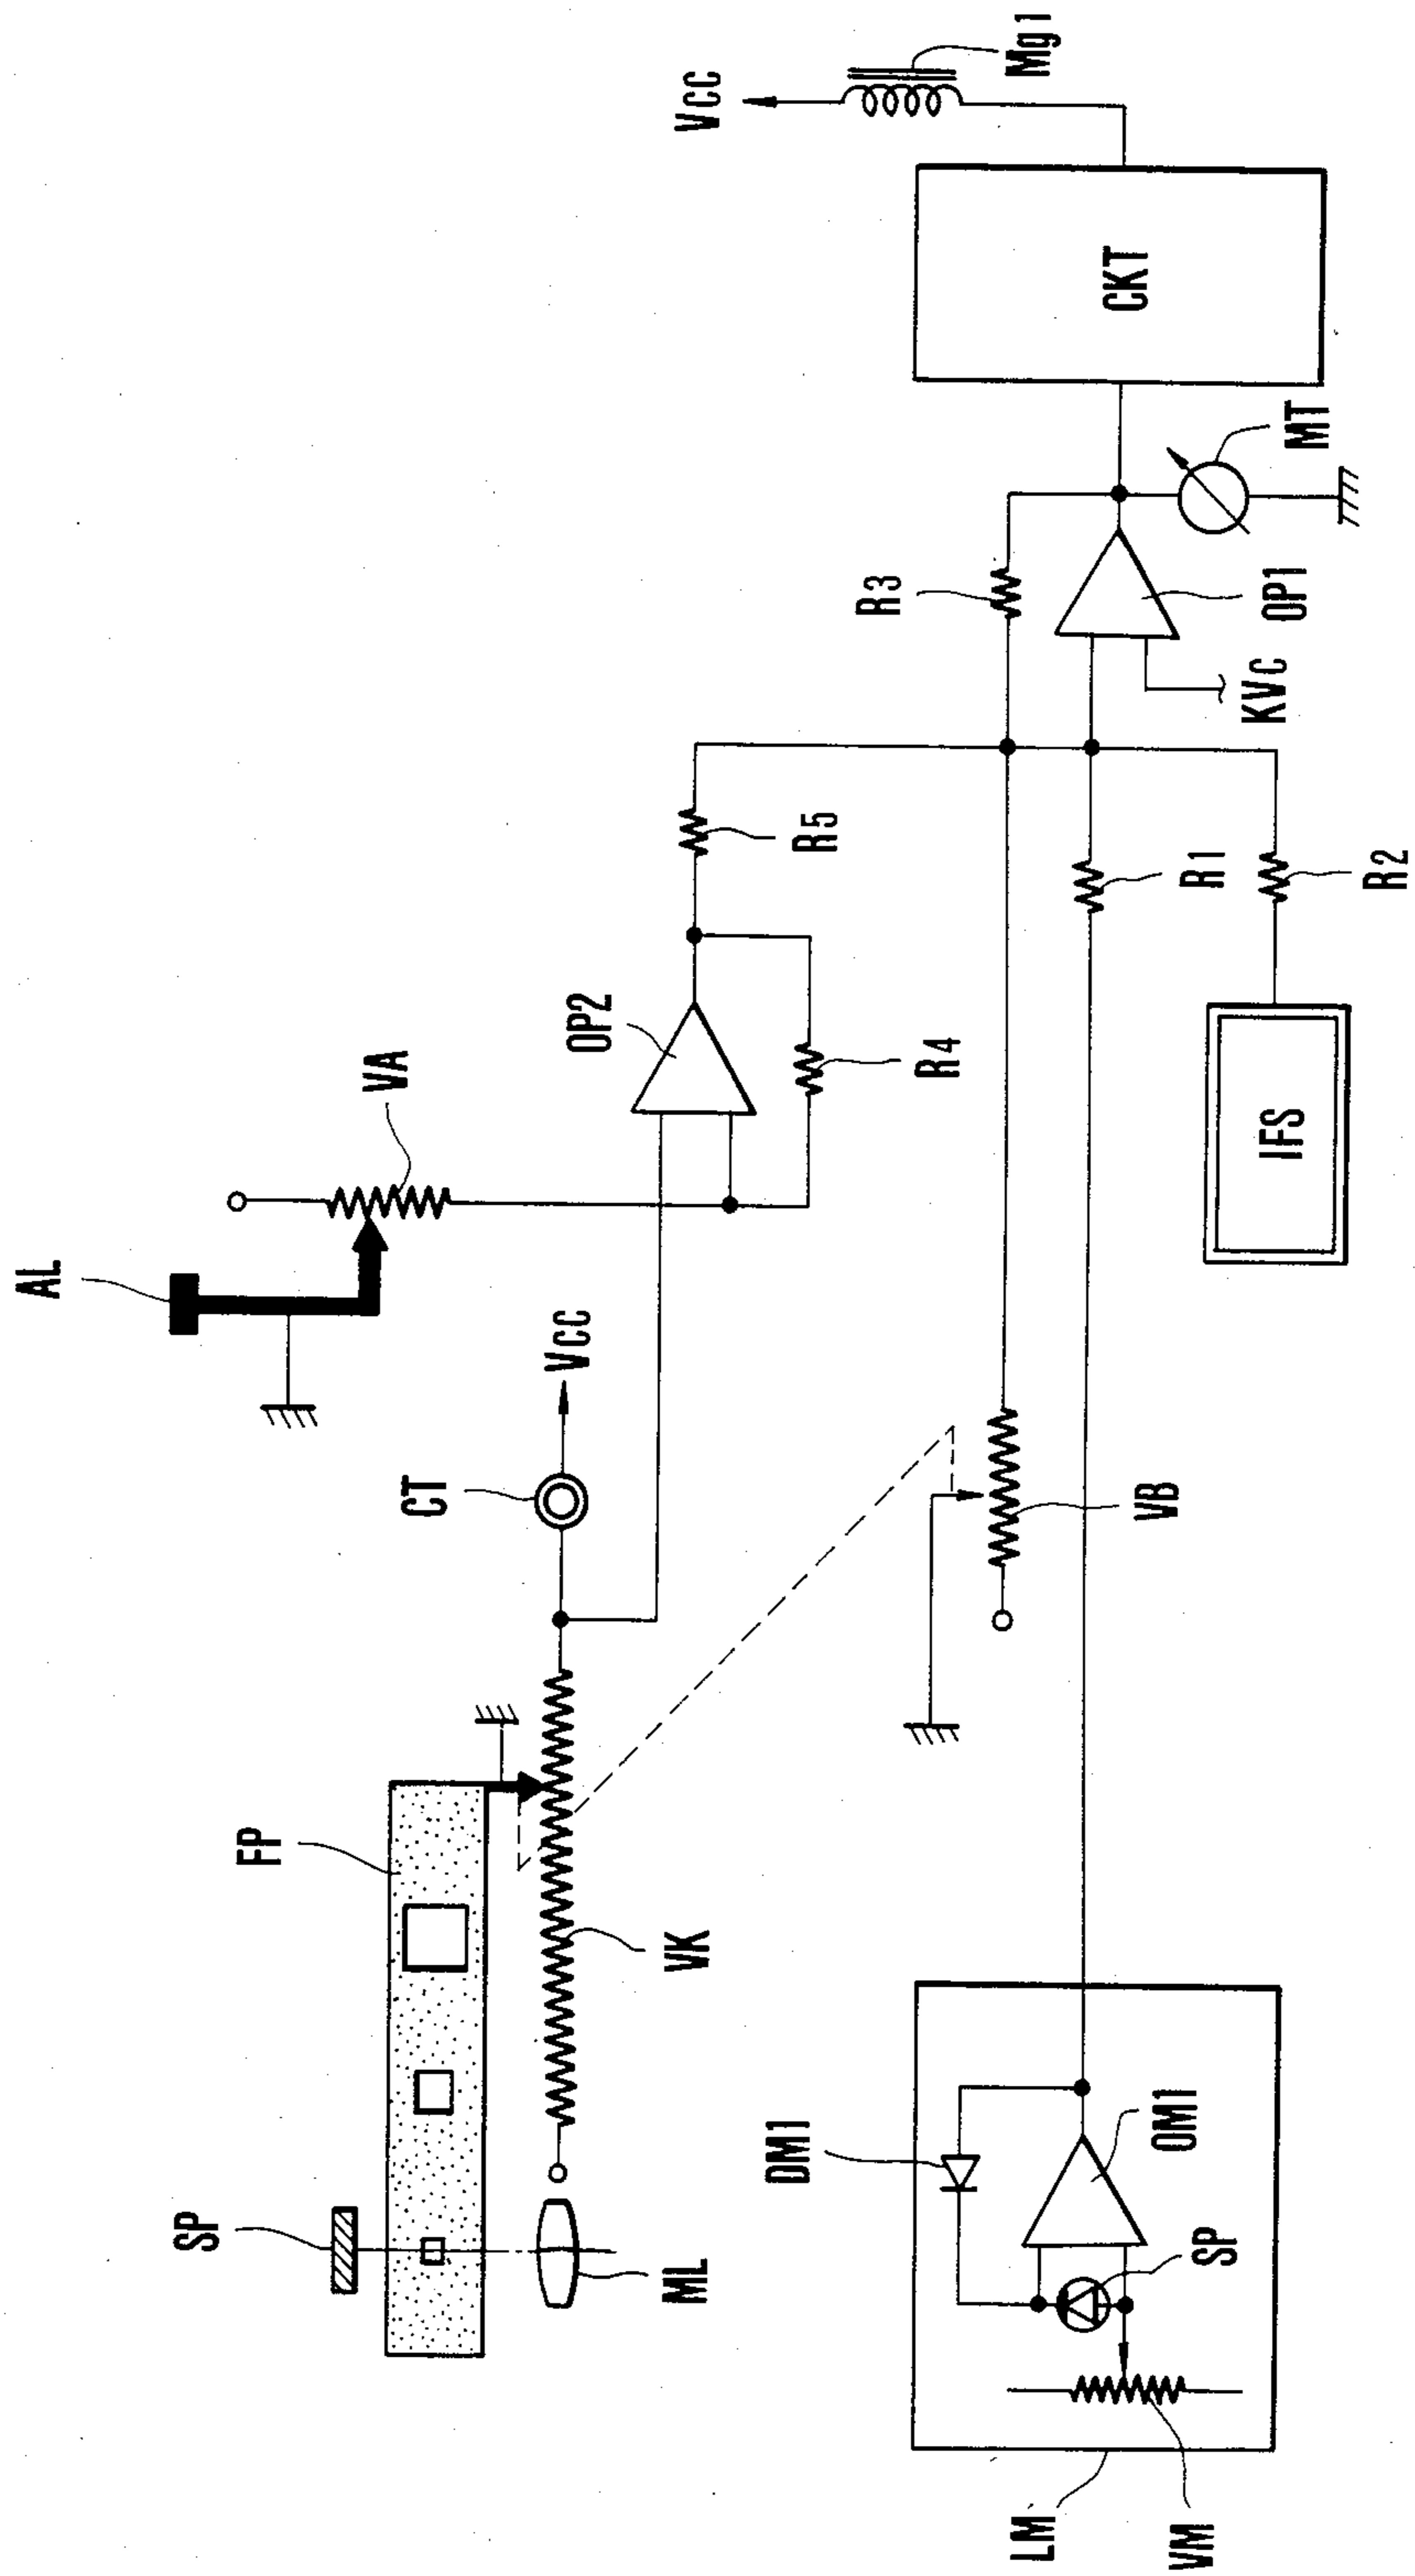 AL
VA
SP
FP
CT
VCC
OP2
R5
R4
ML
VK
VCC
Mg1
R3
DM1
OM1
SP
VB
R1
OP1
KVC
CKT
MT
LM
VM
IFS
R2